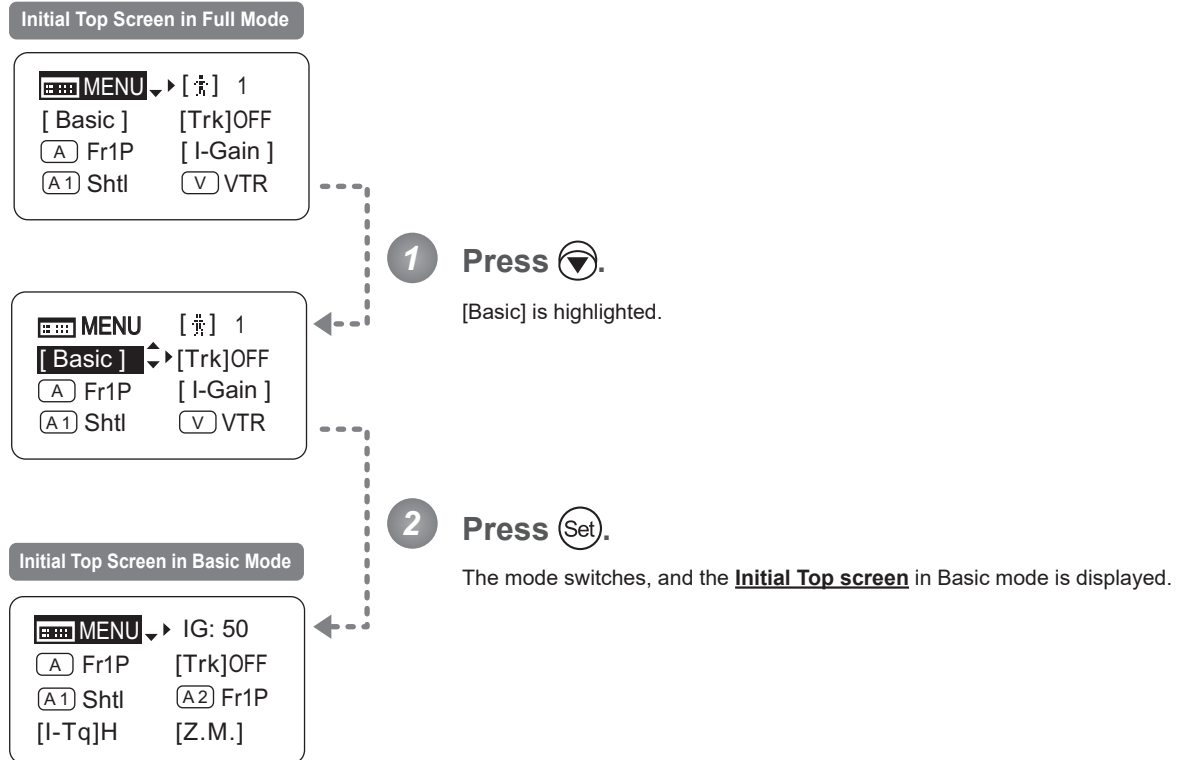 Initial Top Screen in Full Mode
MENU [ ] 1
[ Basic ] [Trk]OFF
A Fr1P [ I-Gain ]
A1 Shtl V VTR
1 Press .
[Basic] is highlighted.
MENU [ ] 1
[ Basic ] [Trk]OFF
A Fr1P [ I-Gain ]
A1 Shtl V VTR
2 Press Set.
The mode switches, and the Initial Top screen in Basic mode is displayed.
Initial Top Screen in Basic Mode
MENU IG: 50
A Fr1P [Trk]OFF
A1 Shtl A2 Fr1P
[I-Tq]H [Z.M.]